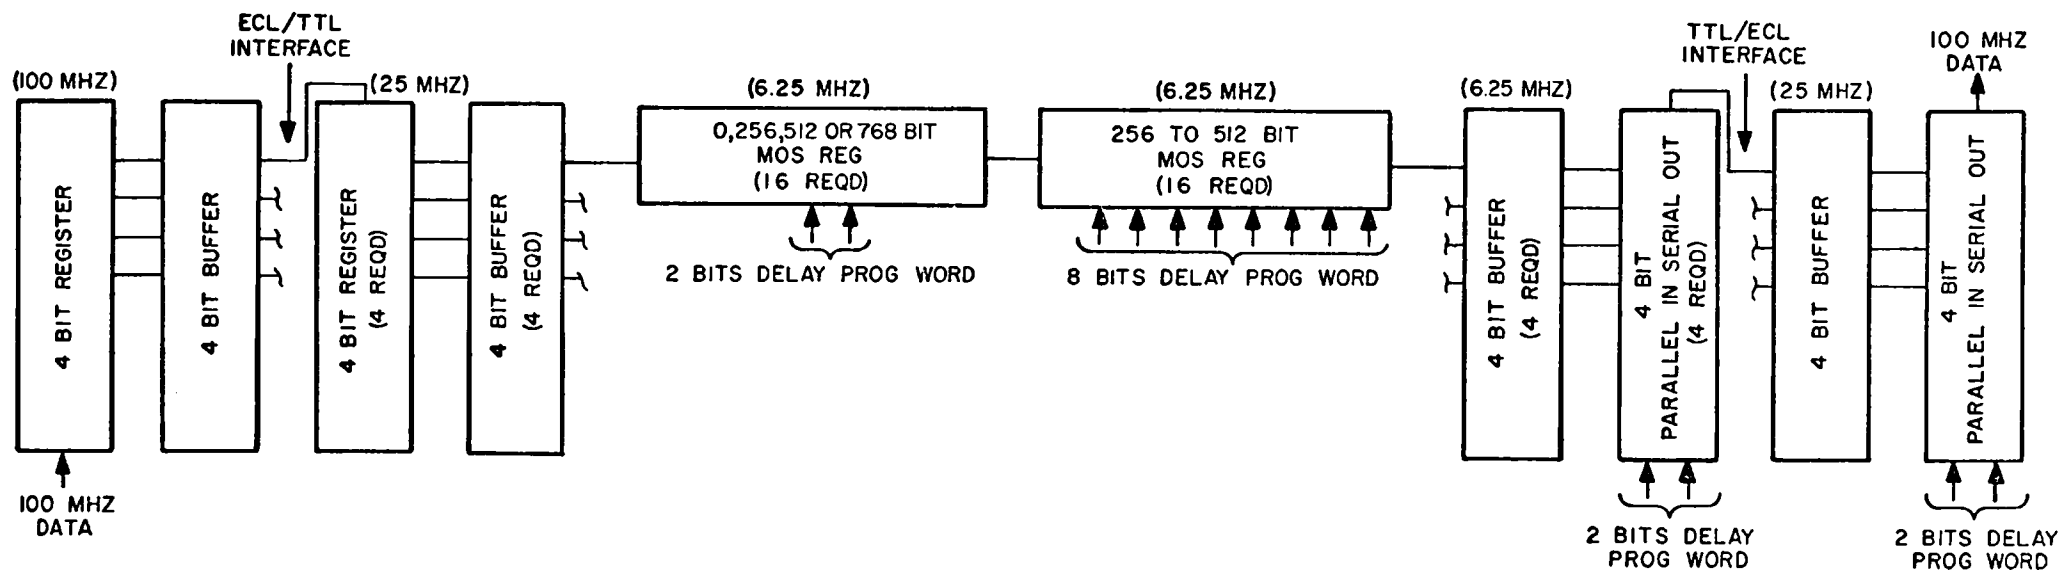 ECL/TTL
INTERFACE
(100 MHZ)
4 BIT REGISTER
100 MHZ
DATA
4 BIT BUFFER
(25 MHZ)
4 BIT REGISTER
(4 REQD)
4 BIT BUFFER
(4 REQD)
(6.25 MHZ)
0,256,512 OR 768 BIT
MOS REG
(16 REQD)
2 BITS DELAY PROG WORD
(6.25 MHZ)
256 TO 512 BIT
MOS REG
(16 REQD)
8 BITS DELAY PROG WORD
(6.25 MHZ)
4 BIT BUFFER
(4 REQD)
4 BIT
PARALLEL IN SERIAL OUT
(4 REQD)
2 BITS DELAY
PROG WORD
TTL/ECL
INTERFACE
(25 MHZ)
4 BIT BUFFER
100 MHZ
DATA
4 BIT
PARALLEL IN SERIAL OUT
2 BITS DELAY
PROG WORD